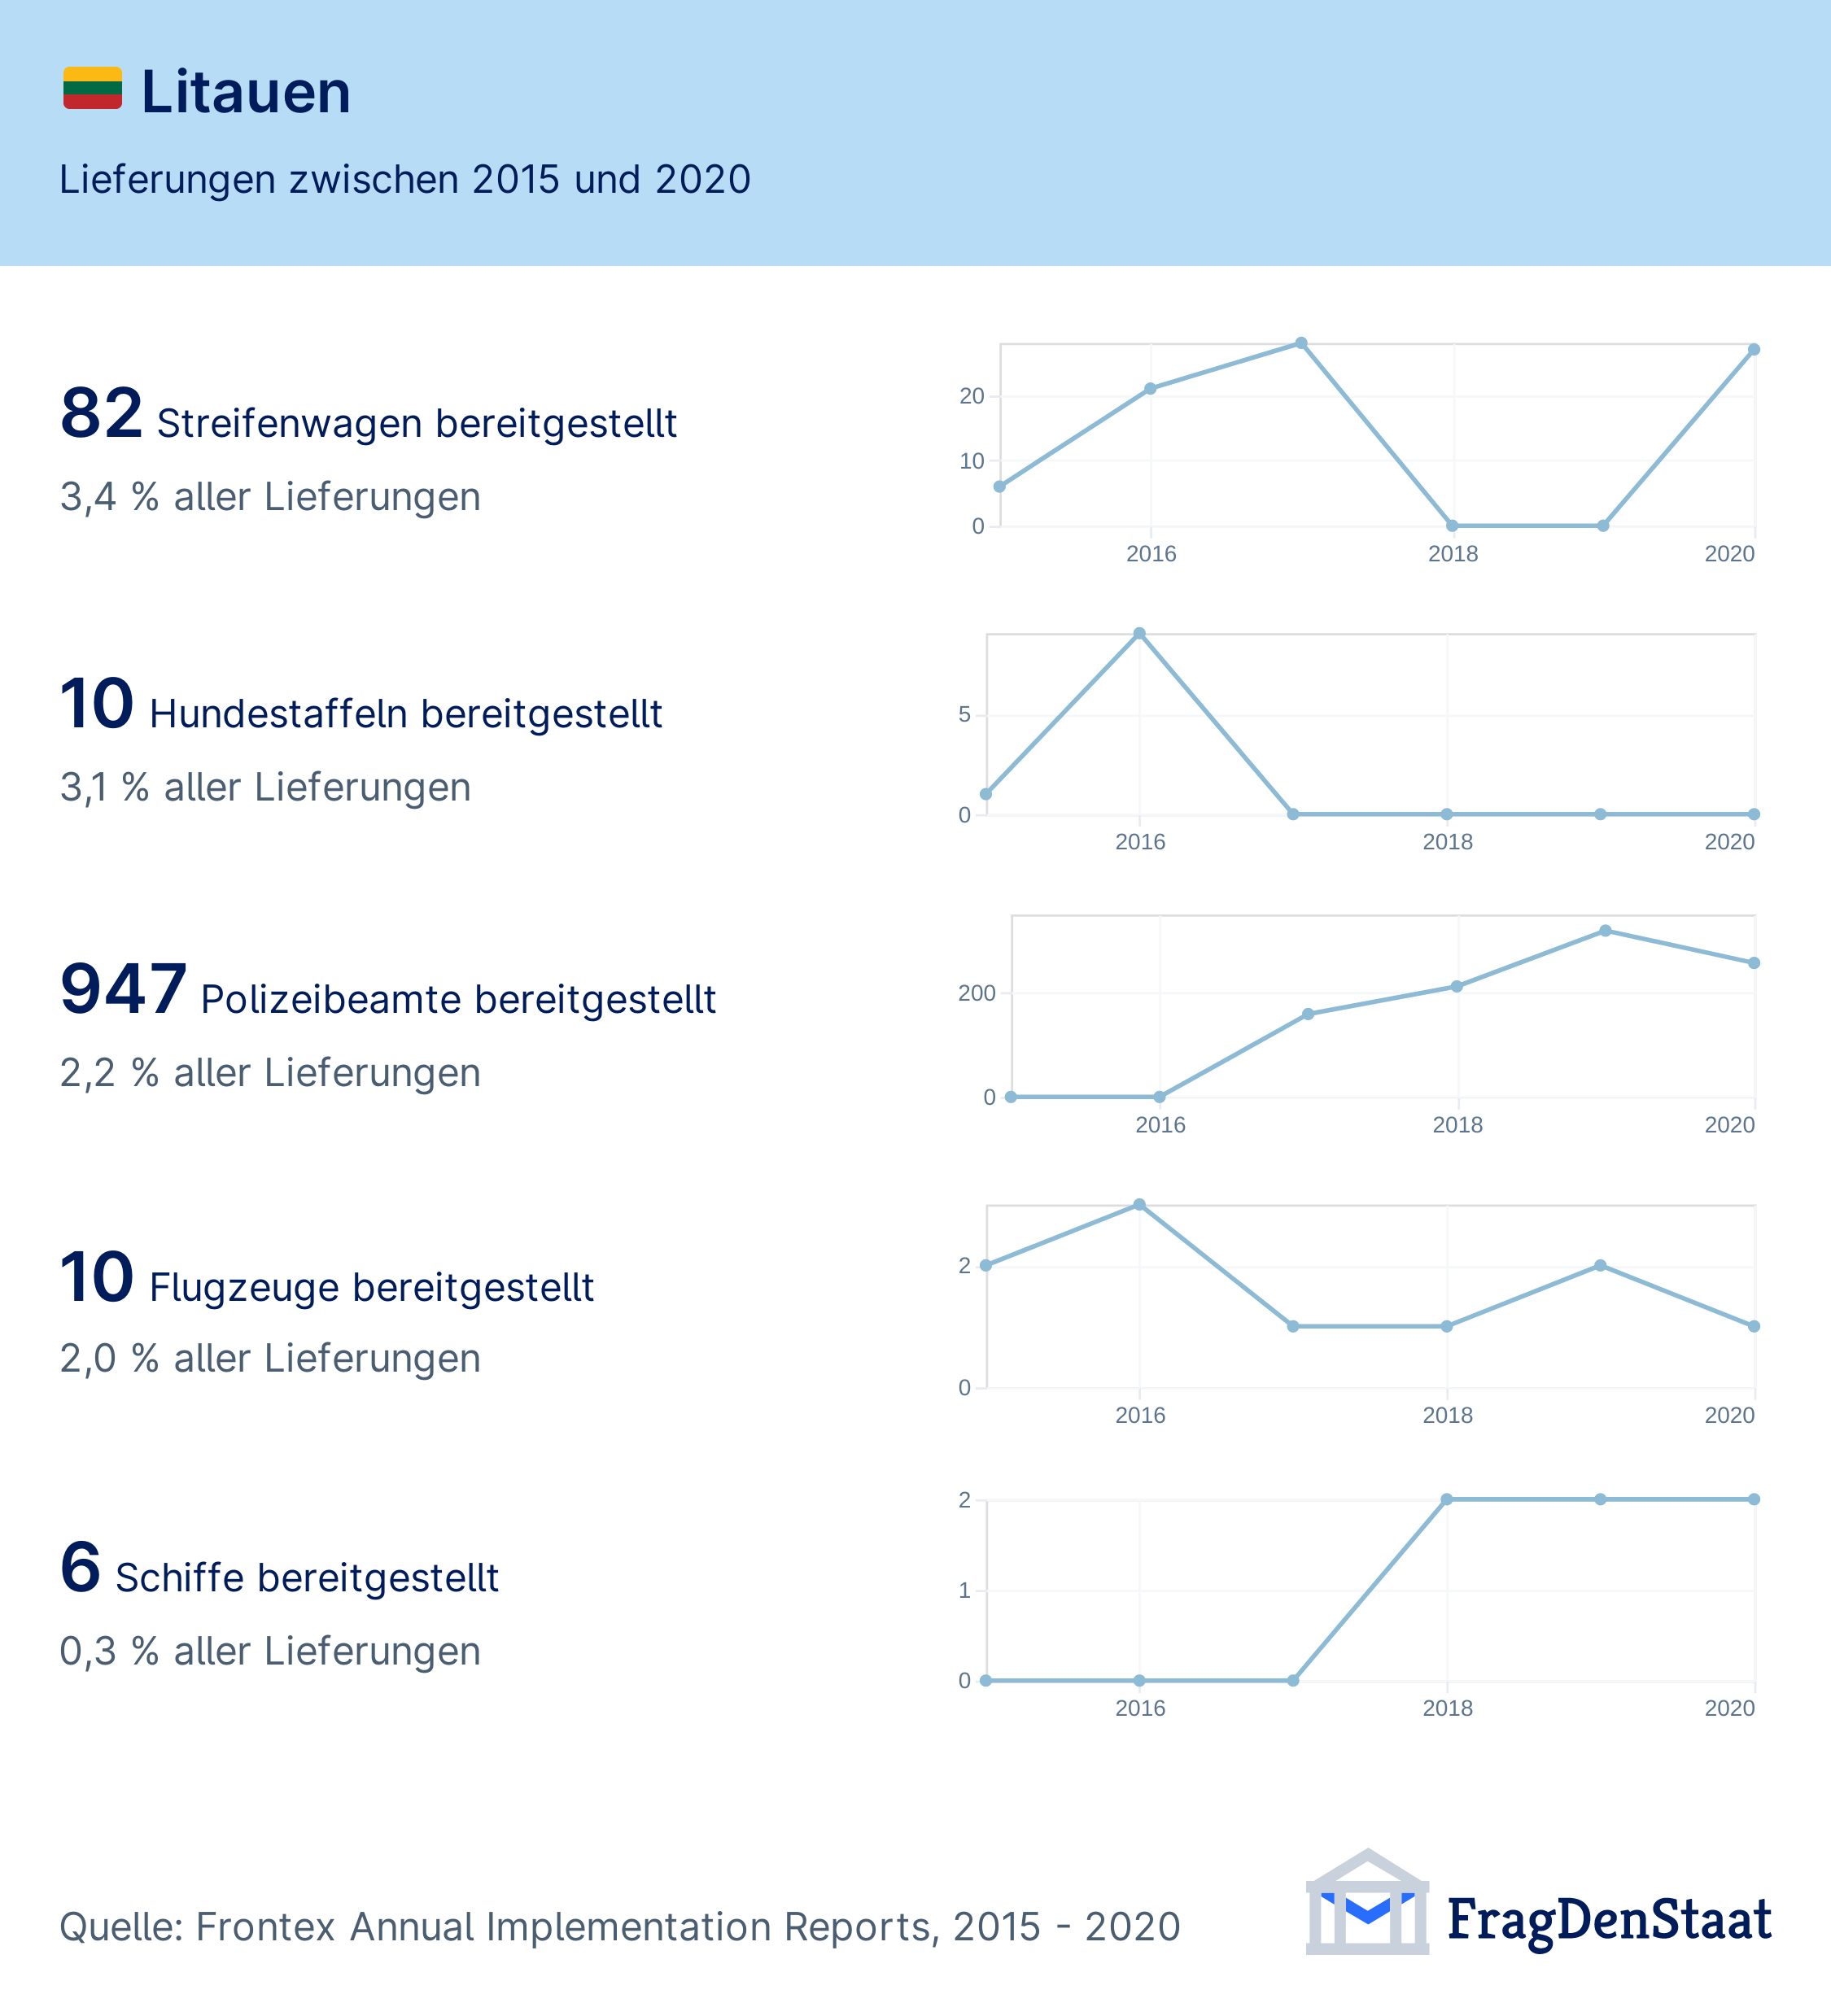 Litauen
Lieferungen zwischen 2015 und 2020
82 Streifenwagen bereitgestellt
3,4 % aller Lieferungen
20
10
0
2016 2018 2020
10 Hundestaffeln bereitgestellt
3,1 % aller Lieferungen
5
0
2016 2018 2020
947 Polizeibeamte bereitgestellt
2,2 % aller Lieferungen
200
0
2016 2018 2020
10 Flugzeuge bereitgestellt
2,0 % aller Lieferungen
2
0
2016 2018 2020
6 Schiffe bereitgestellt
0,3 % aller Lieferungen
2
1
0
2016 2018 2020
Quelle: Frontex Annual Implementation Reports, 2015 - 2020
FragDenStaat